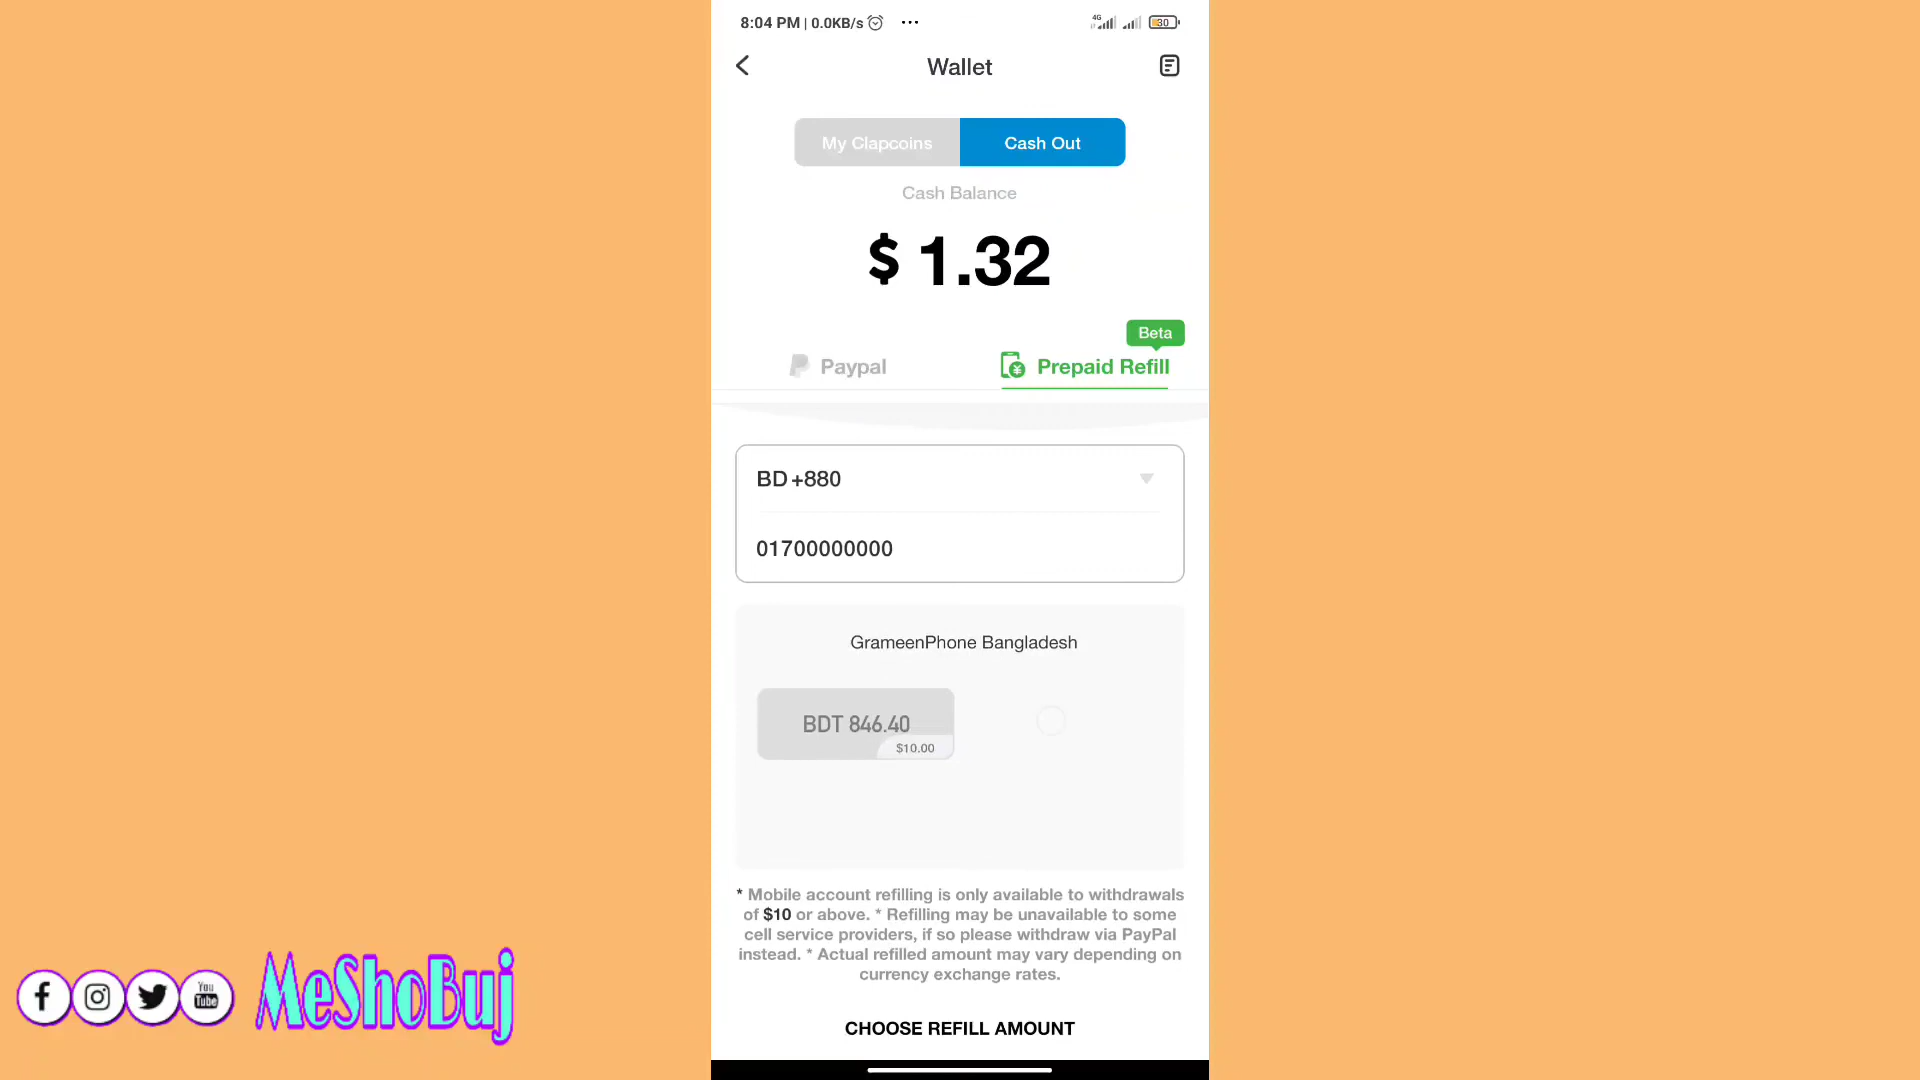 8:04 PM | 0.0KB/s ...
4G
30
Wallet
My Clapcoins
Cash Out
Cash Balance
$ 1.32
Beta
Paypal
Prepaid Refill
BD +880
01700000000
GrameenPhone Bangladesh
BDT 846.40
$10.00
* Mobile account refilling is only available to withdrawals
of $10 or above. * Refilling may be unavailable to some
cell service providers, if so please withdraw via PayPal
instead. * Actual refilled amount may vary depending on
currency exchange rates.
CHOOSE REFILL AMOUNT
You
Tube
MeShoBuj